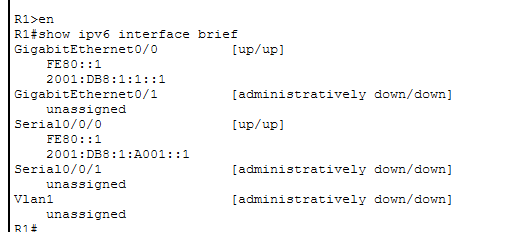 R1>en
R1#show ipv6 interface brief
GigabitEthernet0/0 [up/up]
FE80::1
2001:DB8:1:1::1
GigabitEthernet0/1 [administratively down/down]
unassigned
Serial0/0/0 [up/up]
FE80::1
2001:DB8:1:A001::1
Serial0/0/1 [administratively down/down]
unassigned
Vlan1 [administratively down/down]
unassigned
R1#